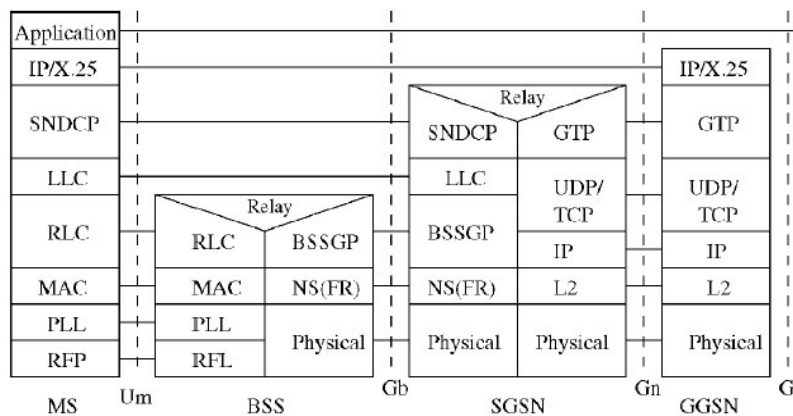 Application
IP/X.25
SNDCP
LLC
RLC
MAC
PLL
RFP
MS
Um
Relay
RLC
BSSGP
MAC
NS(FR)
PLL
RFL
Physical
BSS
Gb
Relay
SNDCP
GTP
LLC
UDP/
TCP
BSSGP
IP
NS(FR)
L2
Physical
Physical
SGSN
Gn
IP/X.25
GTP
UDP/
TCP
IP
L2
Physical
GGSN
G